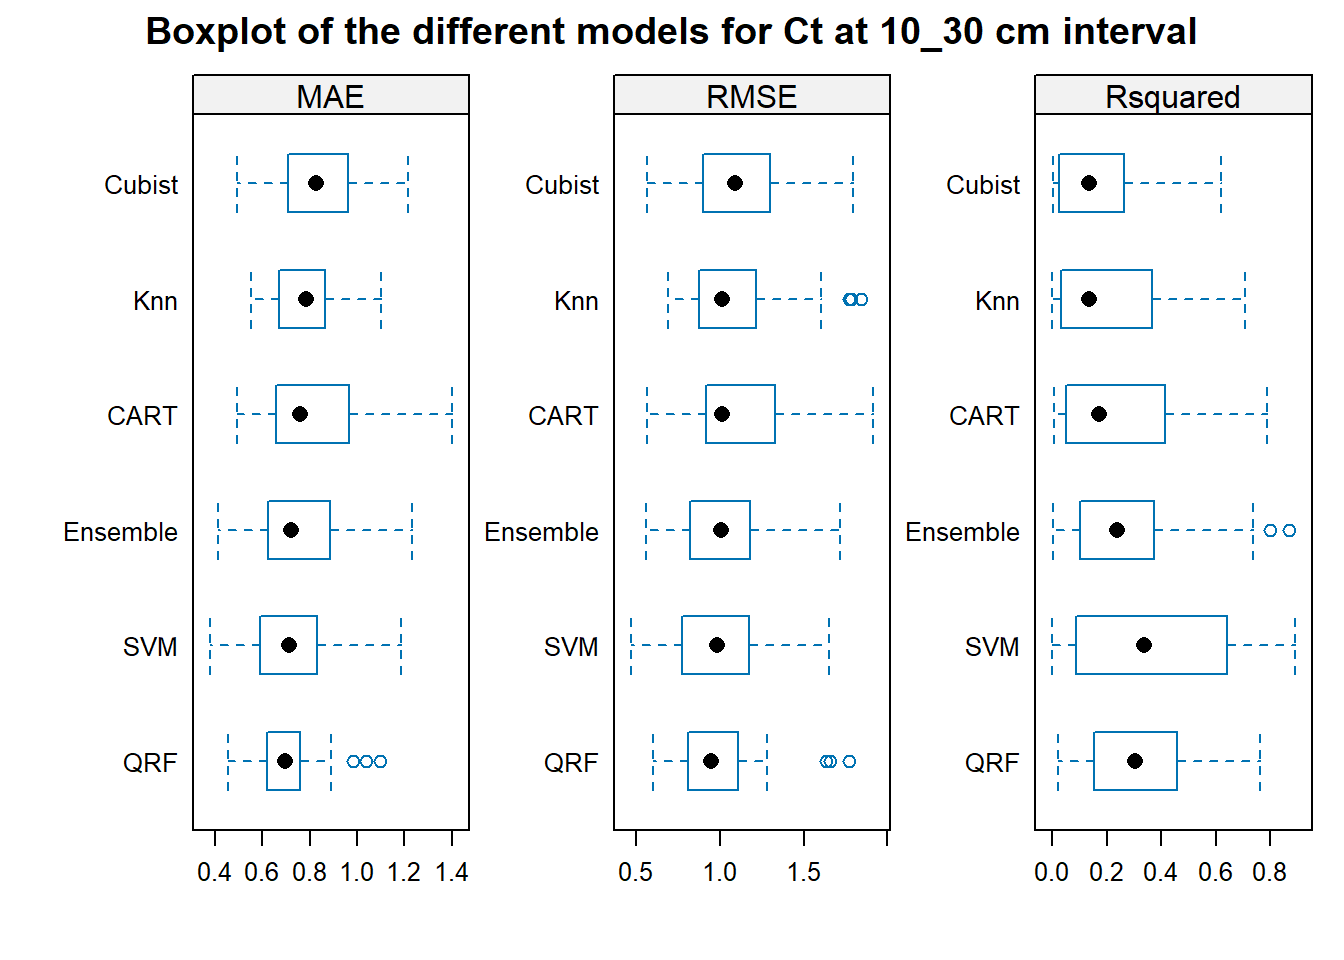 Boxplot of the different models for Ct at 10_30 cm interval
MAE RMSE Rsquared
Cubist Cubist Cubist
Knn Knn Knn
CART CART CART
Ensemble Ensemble Ensemble
SVM SVM SVM
QRF QRF QRF
0.4 0.6 0.8 1.0 1.2 1.4 0.5 1.0 1.5 0.0 0.2 0.4 0.6 0.8